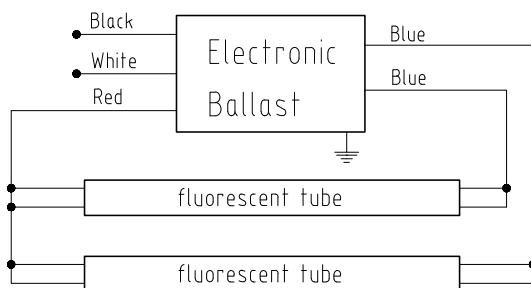 Black
White
Red
Electronic
Ballast
Blue
Blue
fluorescent tube
fluorescent tube